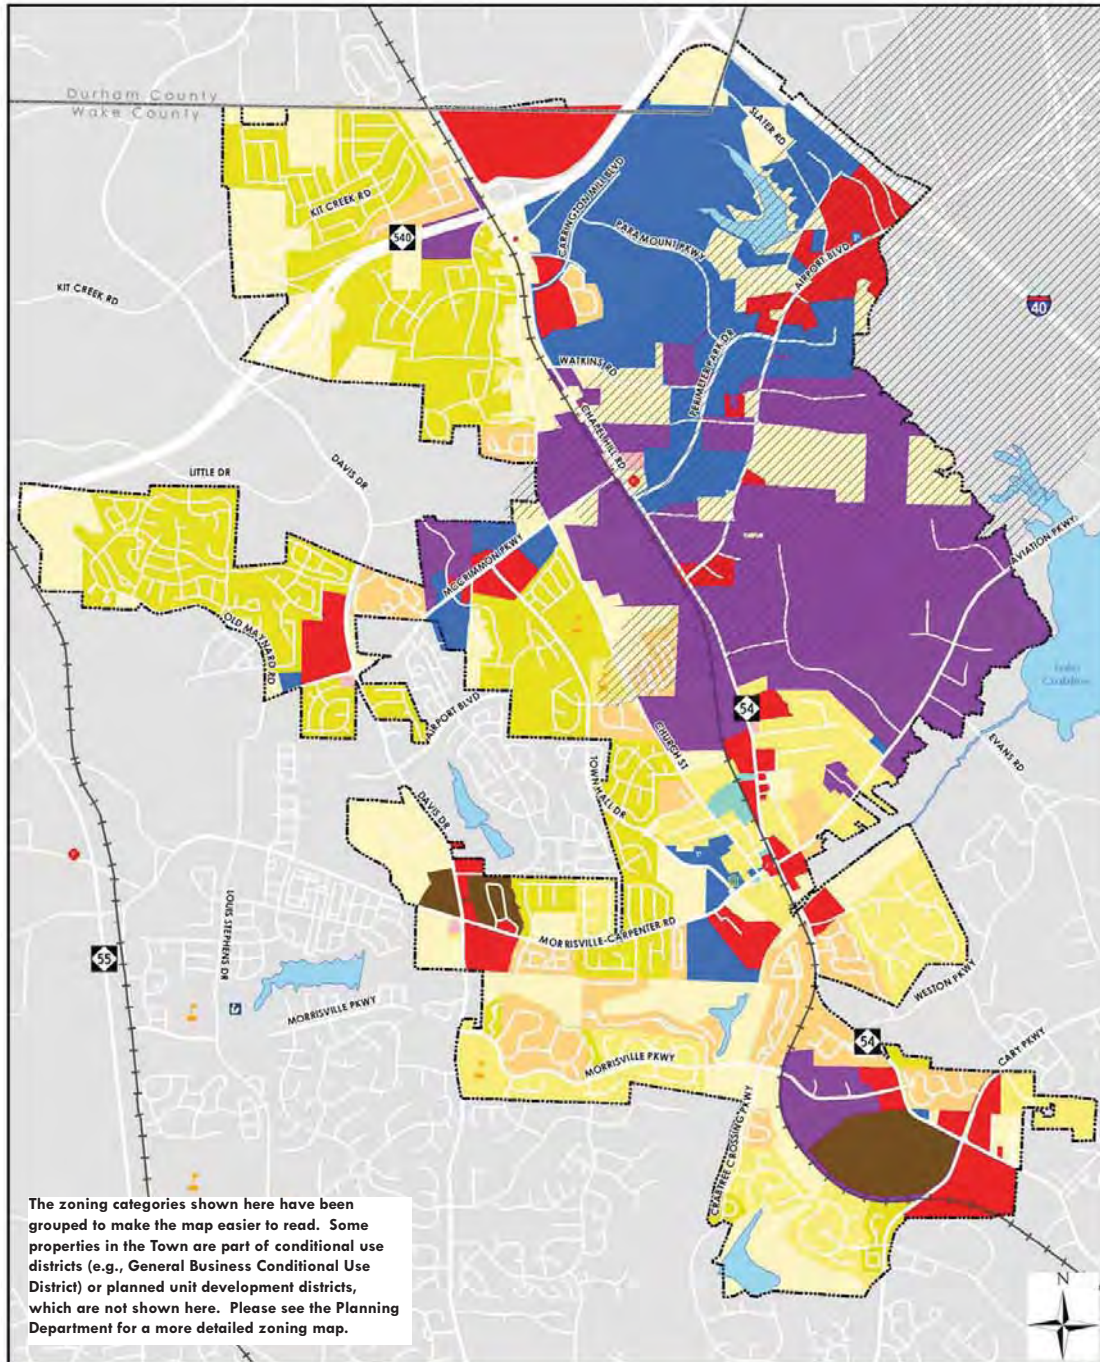 Durham County
Wake County
SLATER RD
KIT CREEK RD
CARRINGTON MILL BLVD
PARAMOUNT PKWY
540
AIRPORT BLVD
KIT CREEK RD
40
WATKINS RD
PERIMETER PARK DR
CHAPEL HILL RD
LITTLE DR
DAVIS DR
MCCRIMMON PKWY
AVIATION PKWY
OLD MAYNARD RD
Lake
Crabtree
54
AIRPORT BLVD
CHURCH ST
EVANS RD
TOWN HALL DR
DAVIS DR
LOUIS STEPHENS DR
MORRISVILLE-CARPENTER RD
55
WESTON PKWY
MORRISVILLE PKWY
54
CARY PKWY
MORRISVILLE PKWY
CRABTREE CROSSING PKWY
The zoning categories shown here have been
grouped to make the map easier to read. Some
properties in the Town are part of conditional use
districts (e.g., General Business Conditional Use
District) or planned unit development districts,
which are not shown here. Please see the Planning
Department for a more detailed zoning map.
N